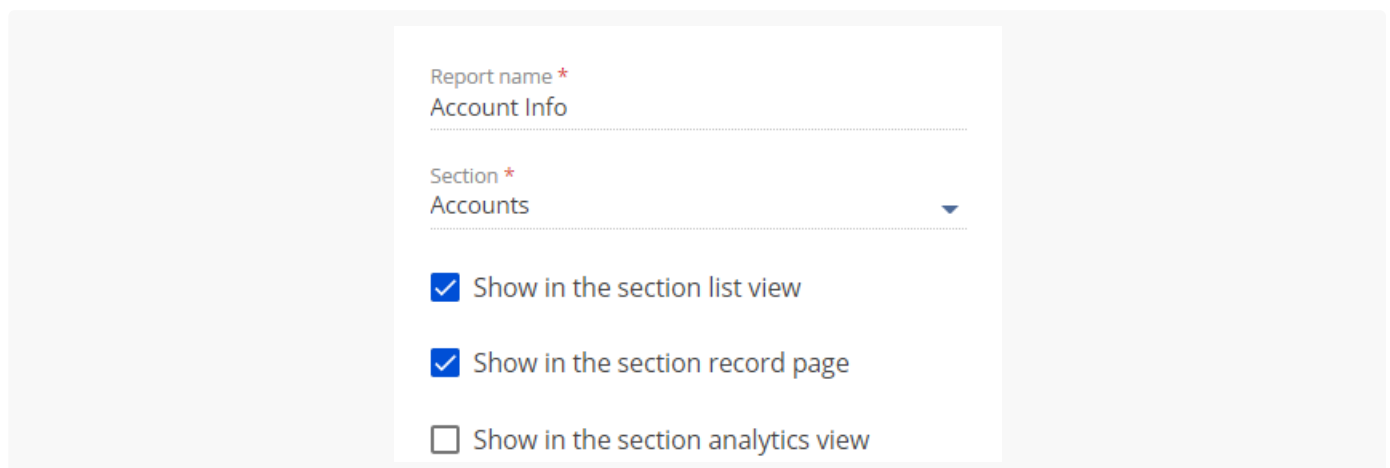 Report name *
Account Info
Section *
Accounts
Show in the section list view
Show in the section record page
Show in the section analytics view